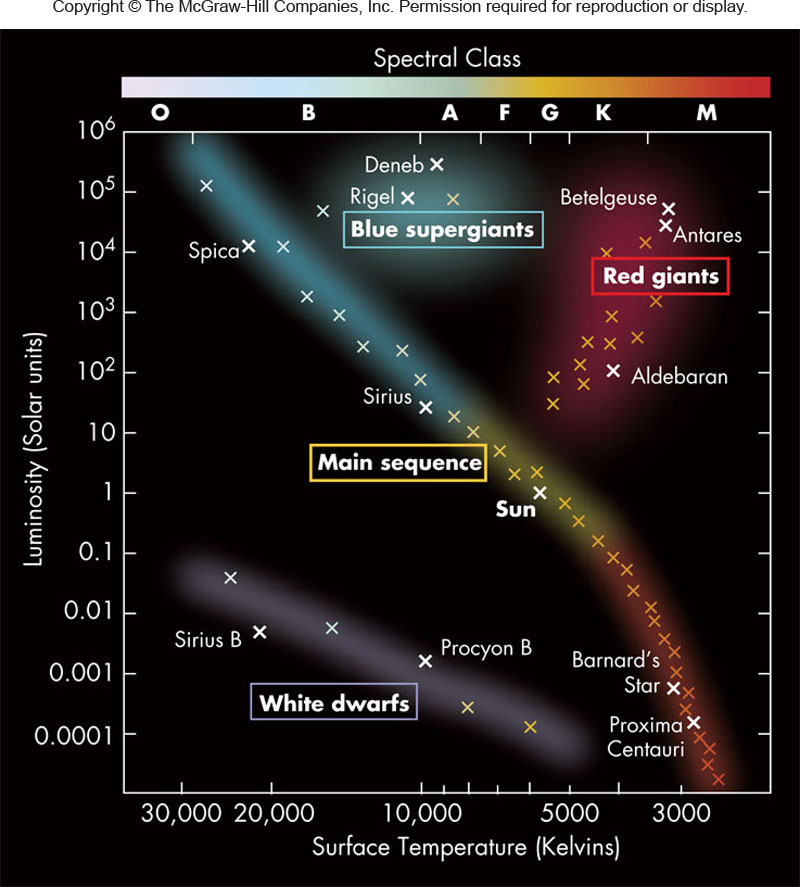 Copyright © The McGraw-Hill Companies, Inc. Permission required for reproduction or display.
Spectral Class
O B A F G K M
10⁶
Deneb
10⁵
Rigel
Betelgeuse
Blue supergiants
Antares
10⁴
Spica
Red giants
10³
10²
Aldebaran
Sirius
10
Main sequence
1
Sun
0.1
0.01
Sirius B
Procyon B
0.001
Barnard's
Star
White dwarfs
0.0001
Proxima
Centauri
Luminosity (Solar units)
30,000 20,000 10,000 5000 3000
Surface Temperature (Kelvins)